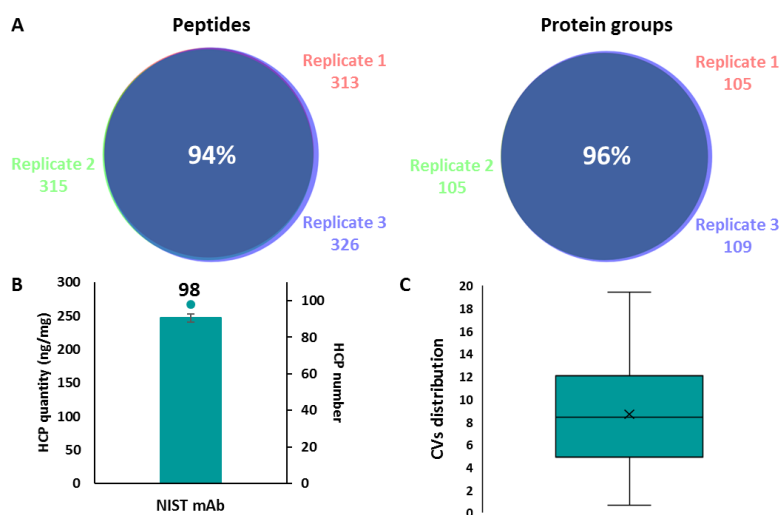 A
Peptides
Protein groups
Replicate 1
313
Replicate 2
315
94%
Replicate 3
326
Replicate 1
105
Replicate 2
105
96%
Replicate 3
109
B
98
HCP quantity (ng/mg)
300
250
200
150
100
50
0
HCP number
100
80
60
40
20
0
NIST mAb
C
CVs distribution
20
18
16
14
12
10
8
6
4
2
0